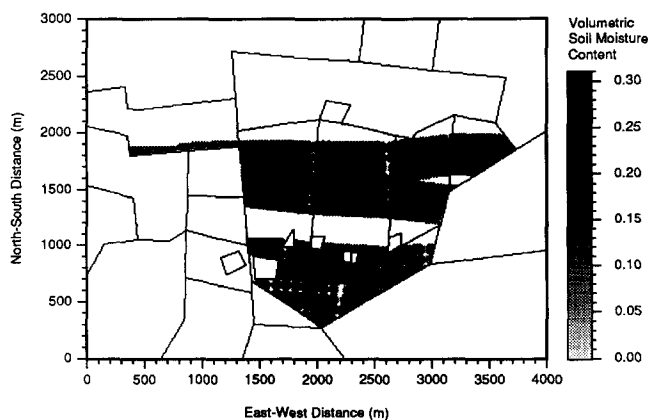 3000
2500
2000
1500
1000
500
0
North-South Distance (m)
0 500 1000 1500 2000 2500 3000 3500 4000
East-West Distance (m)
Volumetric
Soil Moisture
Content
0.30
0.25
0.20
0.15
0.10
0.05
0.00